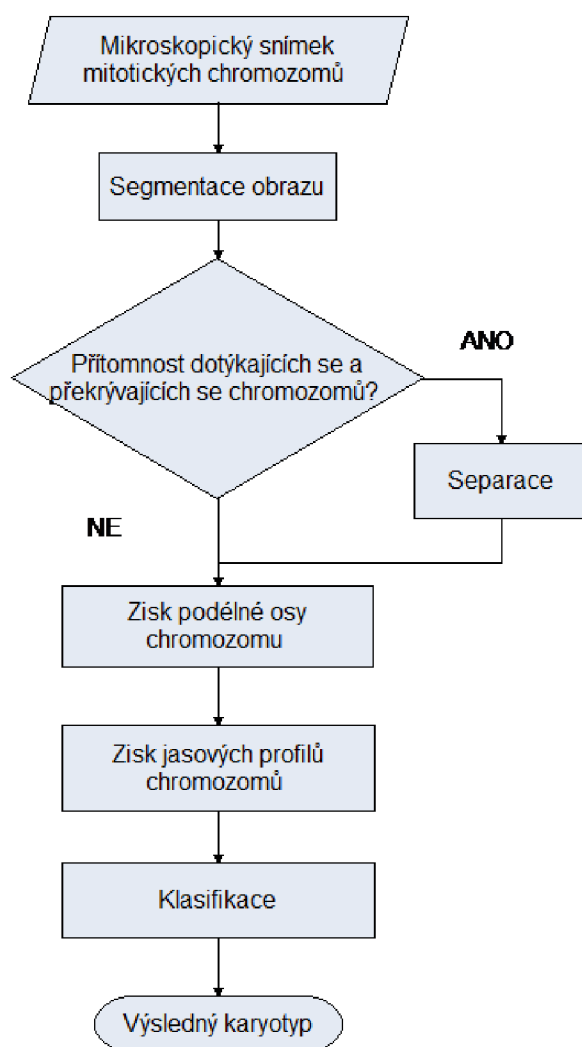 Mikroskopický snímek
mitotických chromozomů
Segmentace obrazu
Přítomnost dotýkajících se a
překrývajících se chromozomů?
ANO
Separace
NE
Zisk podélné osy
chromozomu
Zisk jasových profilů
chromozomů
Klasifikace
Výsledný karyotyp